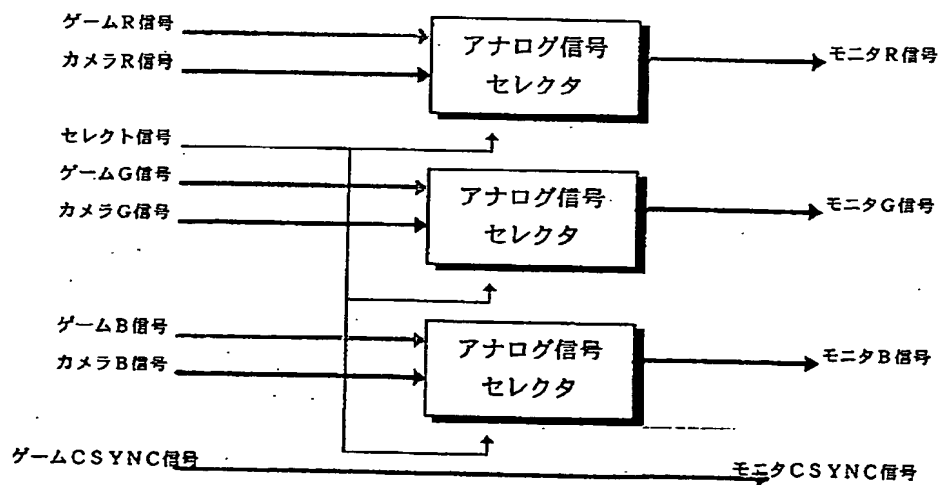 ゲームR信号
カメラR信号
アナログ信号
セレクタ
モニタR信号
セレクト信号
ゲームG信号
カメラG信号
アナログ信号
セレクタ
モニタG信号
ゲームB信号
カメラB信号
アナログ信号
セレクタ
モニタB信号
ゲームCSYNC信号
モニタCSYNC信号